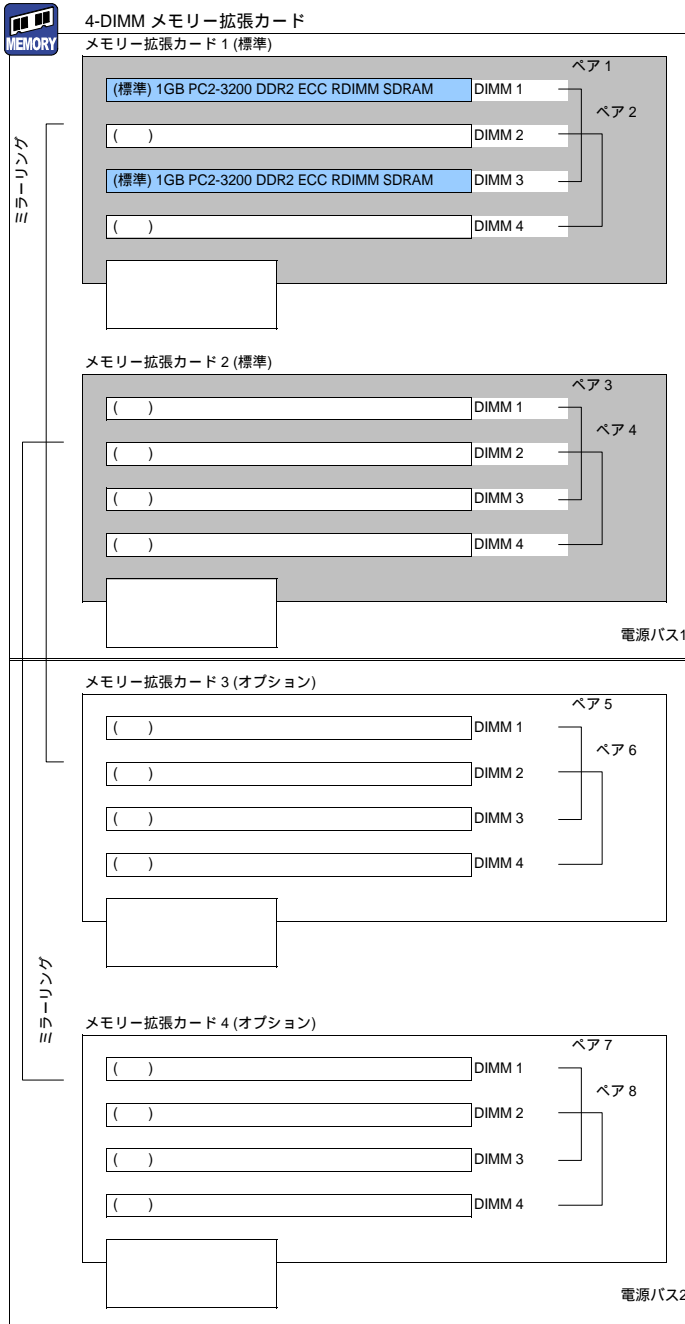 MEMORY
4-DIMM メモリー拡張カード
メモリー拡張カード 1 (標準)
ペア 1
(標準) 1GB PC2-3200 DDR2 ECC RDIMM SDRAM DIMM 1
ペア 2
( ) DIMM 2
ミラーリング
(標準) 1GB PC2-3200 DDR2 ECC RDIMM SDRAM DIMM 3
( ) DIMM 4
メモリー拡張カード 2 (標準)
ペア 3
( ) DIMM 1
ペア 4
( ) DIMM 2
( ) DIMM 3
( ) DIMM 4
電源バス1
メモリー拡張カード 3 (オプション)
ペア 5
( ) DIMM 1
ペア 6
( ) DIMM 2
( ) DIMM 3
( ) DIMM 4
ミラーリング
メモリー拡張カード 4 (オプション)
ペア 7
( ) DIMM 1
ペア 8
( ) DIMM 2
( ) DIMM 3
( ) DIMM 4
電源バス2